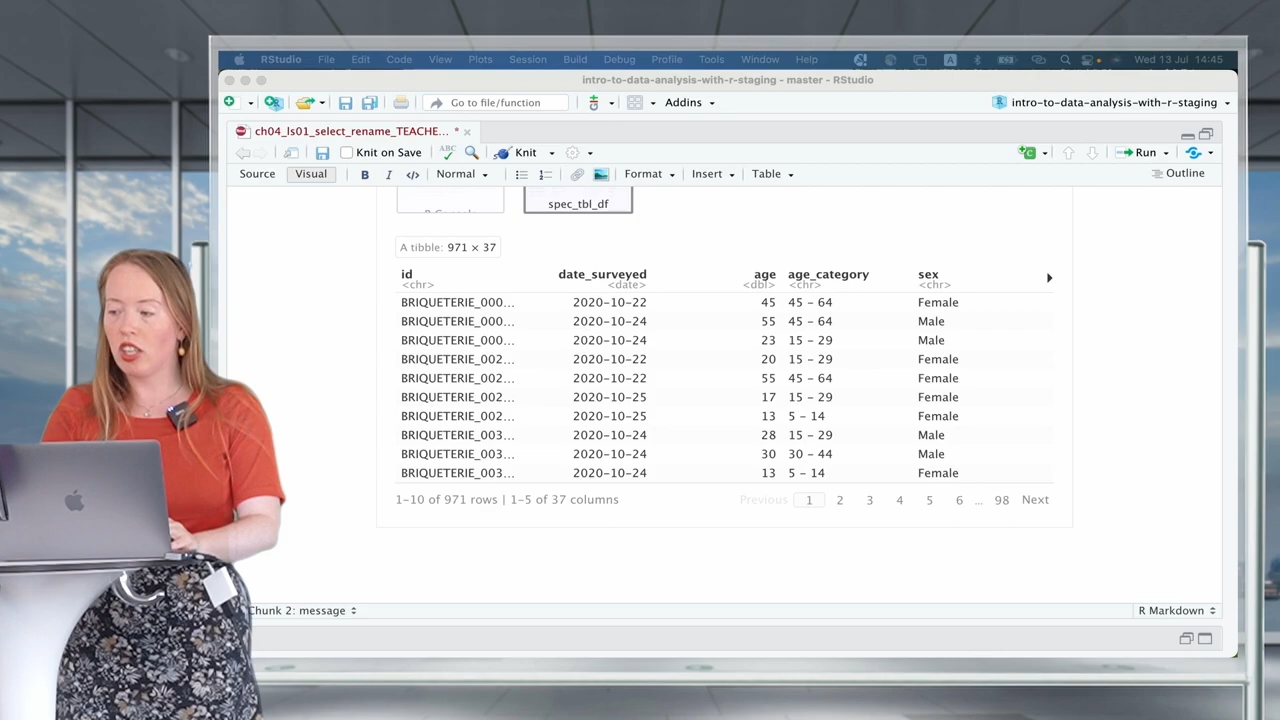 RStudio File Edit Code View Plots Session Build Debug Profile Tools Window Help A Wed 13 Jul 14:45
intro-to-data-analysis-with-r-staging - master - RStudio
Go to file/function Addins intro-to-data-analysis-with-r-staging
ch04_ls01_select_rename_TEACHE... *
Knit on Save ABC Knit Run
Source Visual B I </> Normal Format Insert Table Outline
spec_tbl_df
A tibble: 971 × 37
id date_surveyed age age_category sex
<chr> <date> <dbl> <chr> <chr>
BRIQUETERIE_000... 2020-10-22 45 45 - 64 Female
BRIQUETERIE_000... 2020-10-24 55 45 - 64 Male
BRIQUETERIE_000... 2020-10-24 23 15 - 29 Male
BRIQUETERIE_002... 2020-10-22 20 15 - 29 Female
BRIQUETERIE_002... 2020-10-22 55 45 - 64 Female
BRIQUETERIE_002... 2020-10-25 17 15 - 29 Female
BRIQUETERIE_002... 2020-10-25 13 5 - 14 Female
BRIQUETERIE_003... 2020-10-24 28 15 - 29 Male
BRIQUETERIE_003... 2020-10-24 30 30 - 44 Male
BRIQUETERIE_003... 2020-10-24 13 5 - 14 Female
1-10 of 971 rows | 1-5 of 37 columns Previous 1 2 3 4 5 6 ... 98 Next
Chunk 2: message R Markdown